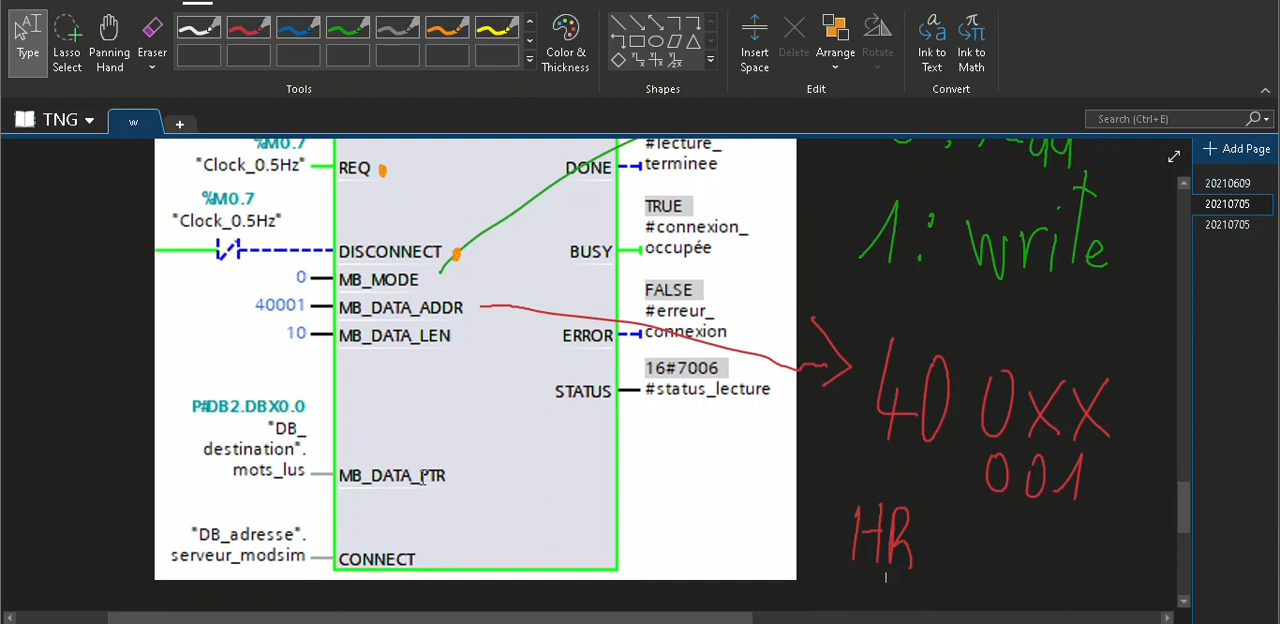 Type
Lasso
Select
Panning
Hand
Eraser
Color &
Thickness
Insert
Space
Delete
Arrange
Rotate
Ink to
Text
Ink to
Math
Tools
Shapes
Edit
Convert
TNG
w
+
Search (Ctrl+E)
+ Add Page
20210609
20210705
20210705
%M0.7
"Clock_0.5Hz"
REQ
%M0.7
"Clock_0.5Hz"
DISCONNECT
0
MB_MODE
40001
MB_DATA_ADDR
10
MB_DATA_LEN
P#DB2.DBX0.0
"DB_
destination".
mots_lus
MB_DATA_PTR
"DB_adresse".
serveur_modsim
CONNECT
DONE
#lecture_
terminee
TRUE
#connexion_
occupée
BUSY
FALSE
#erreur_
connexion
ERROR
16#7006
#status_lecture
STATUS
1: write
40 0xx
001
HR